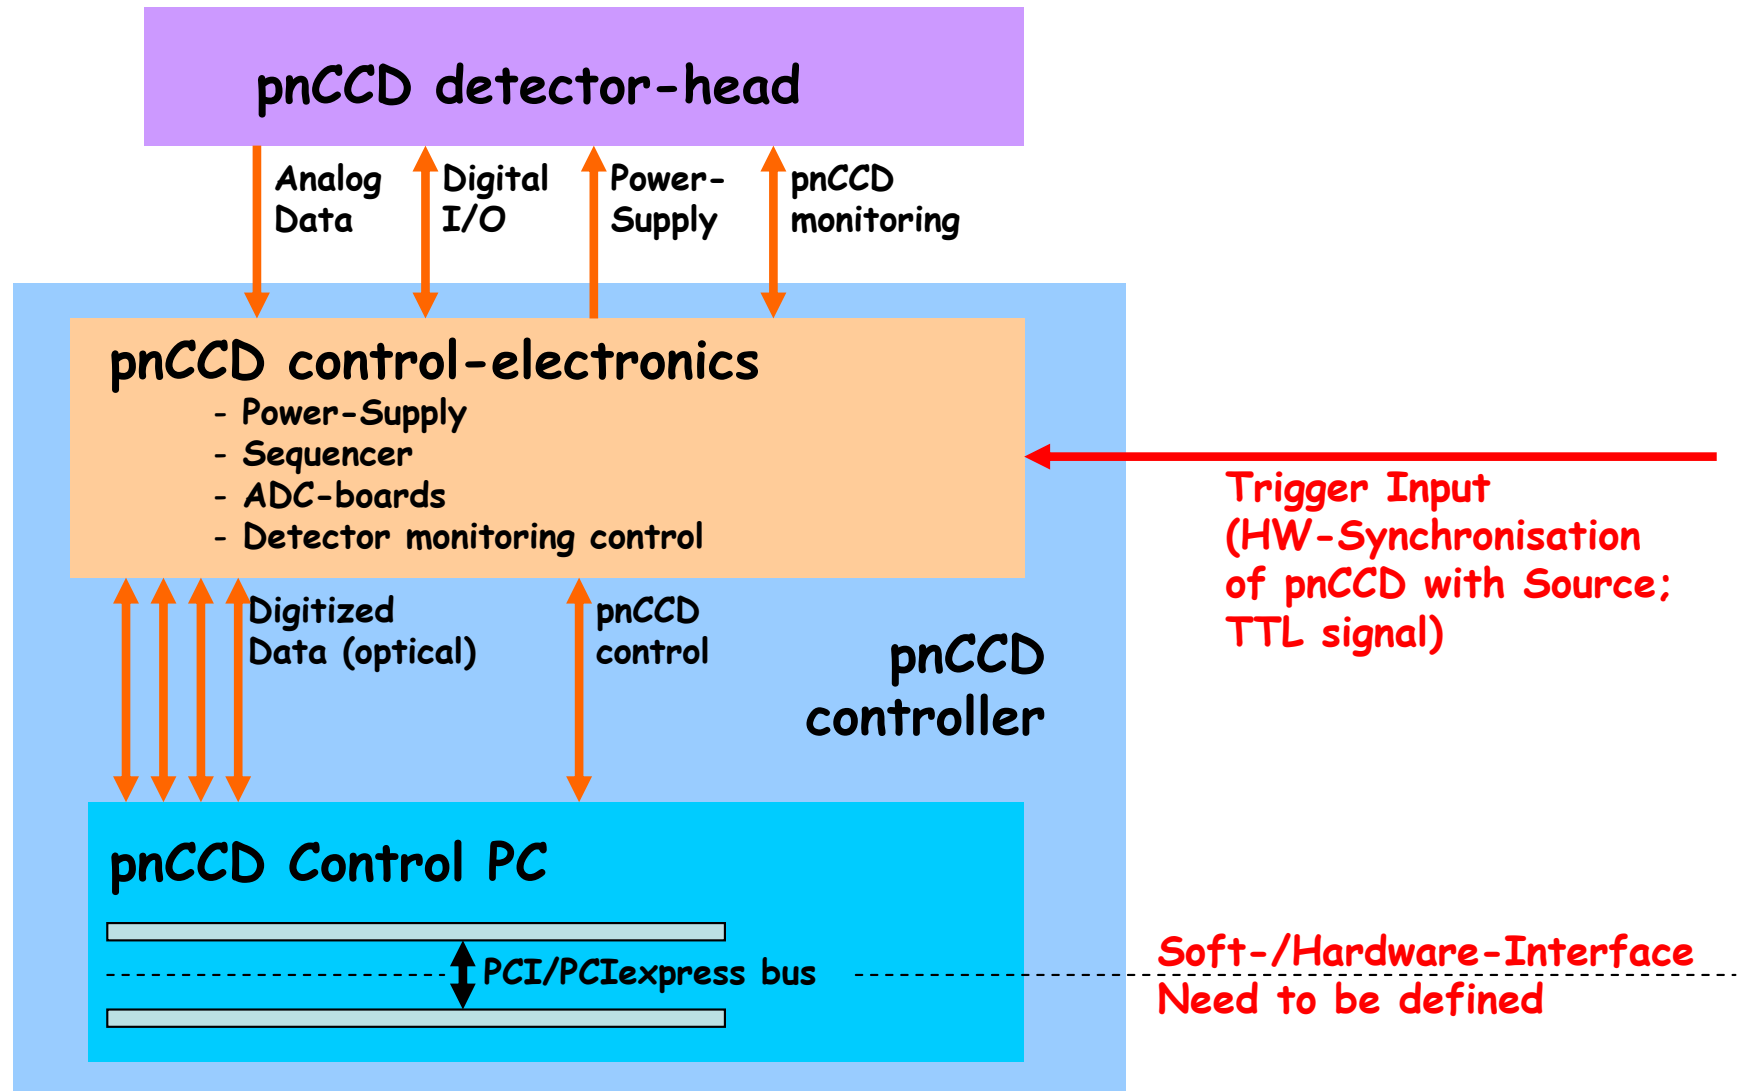 pnCCD detector-head
Analog
Data
Digital
I/O
Power-
Supply
pnCCD
monitoring
pnCCD control-electronics
- Power-Supply
- Sequencer
- ADC-boards
- Detector monitoring control
Trigger Input
(HW-Synchronisation
of pnCCD with Source;
TTL signal)
Digitized
Data (optical)
pnCCD
control
pnCCD
controller
pnCCD Control PC
PCI/PCIexpress bus
Soft-/Hardware-Interface
Need to be defined